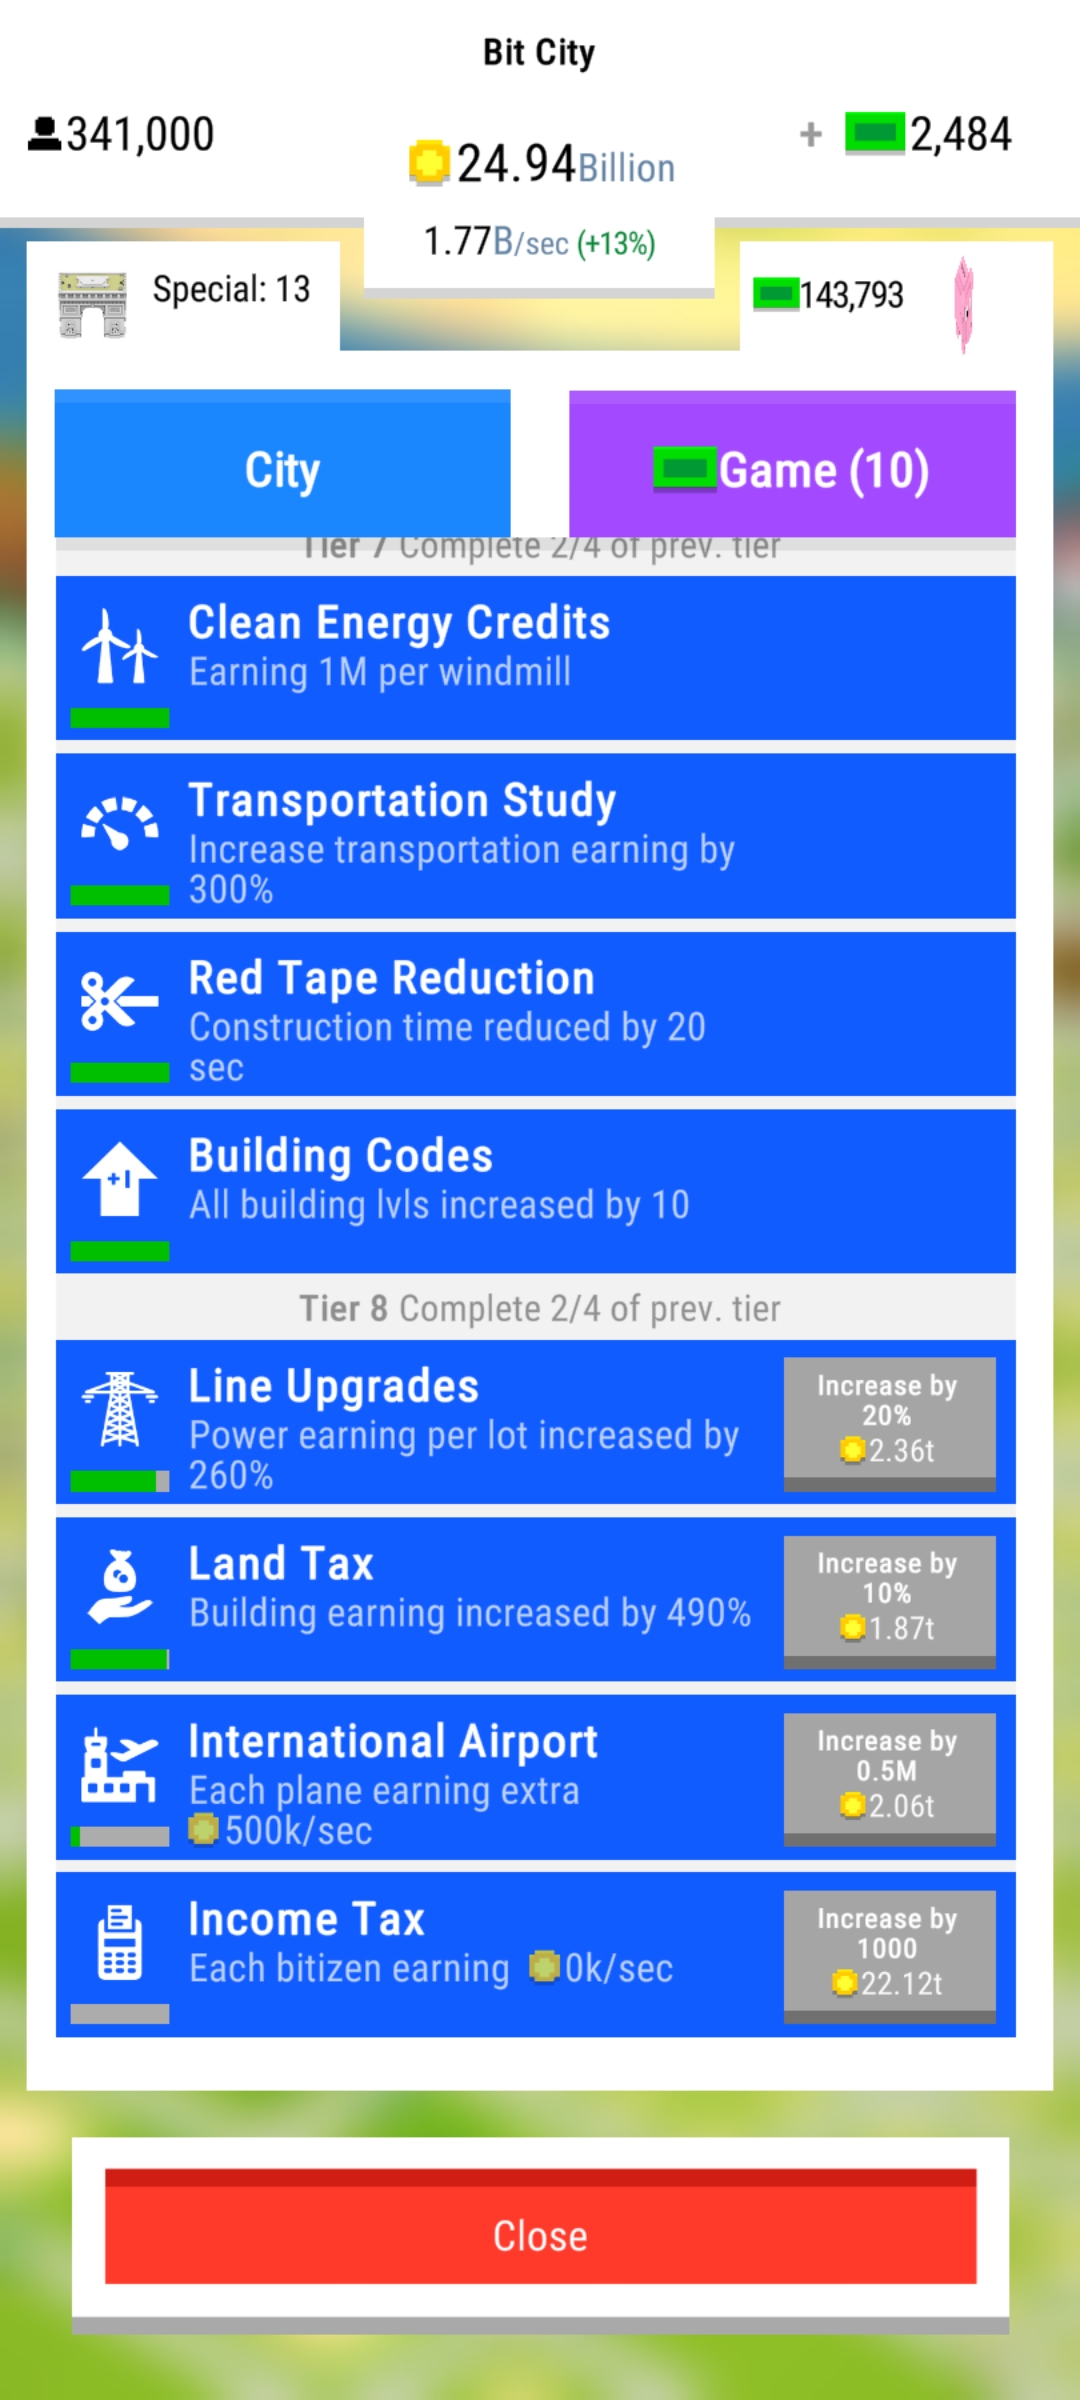 Bit City
341,000
24.94Billion
+ 2,484
1.77B/sec (+13%)
Special: 13
143,793
City
Game (10)
Tier 7 Complete 2/4 of prev. tier
Clean Energy Credits
Earning 1M per windmill
Transportation Study
Increase transportation earning by
300%
Red Tape Reduction
Construction time reduced by 20
sec
+1
Building Codes
All building lvls increased by 10
Tier 8 Complete 2/4 of prev. tier
Line Upgrades
Power earning per lot increased by
260%
Increase by
20%
2.36t
Land Tax
Building earning increased by 490%
Increase by
10%
1.87t
International Airport
Each plane earning extra
500k/sec
Increase by
0.5M
2.06t
Income Tax
Each bitizen earning 0k/sec
Increase by
1000
22.12t
Close